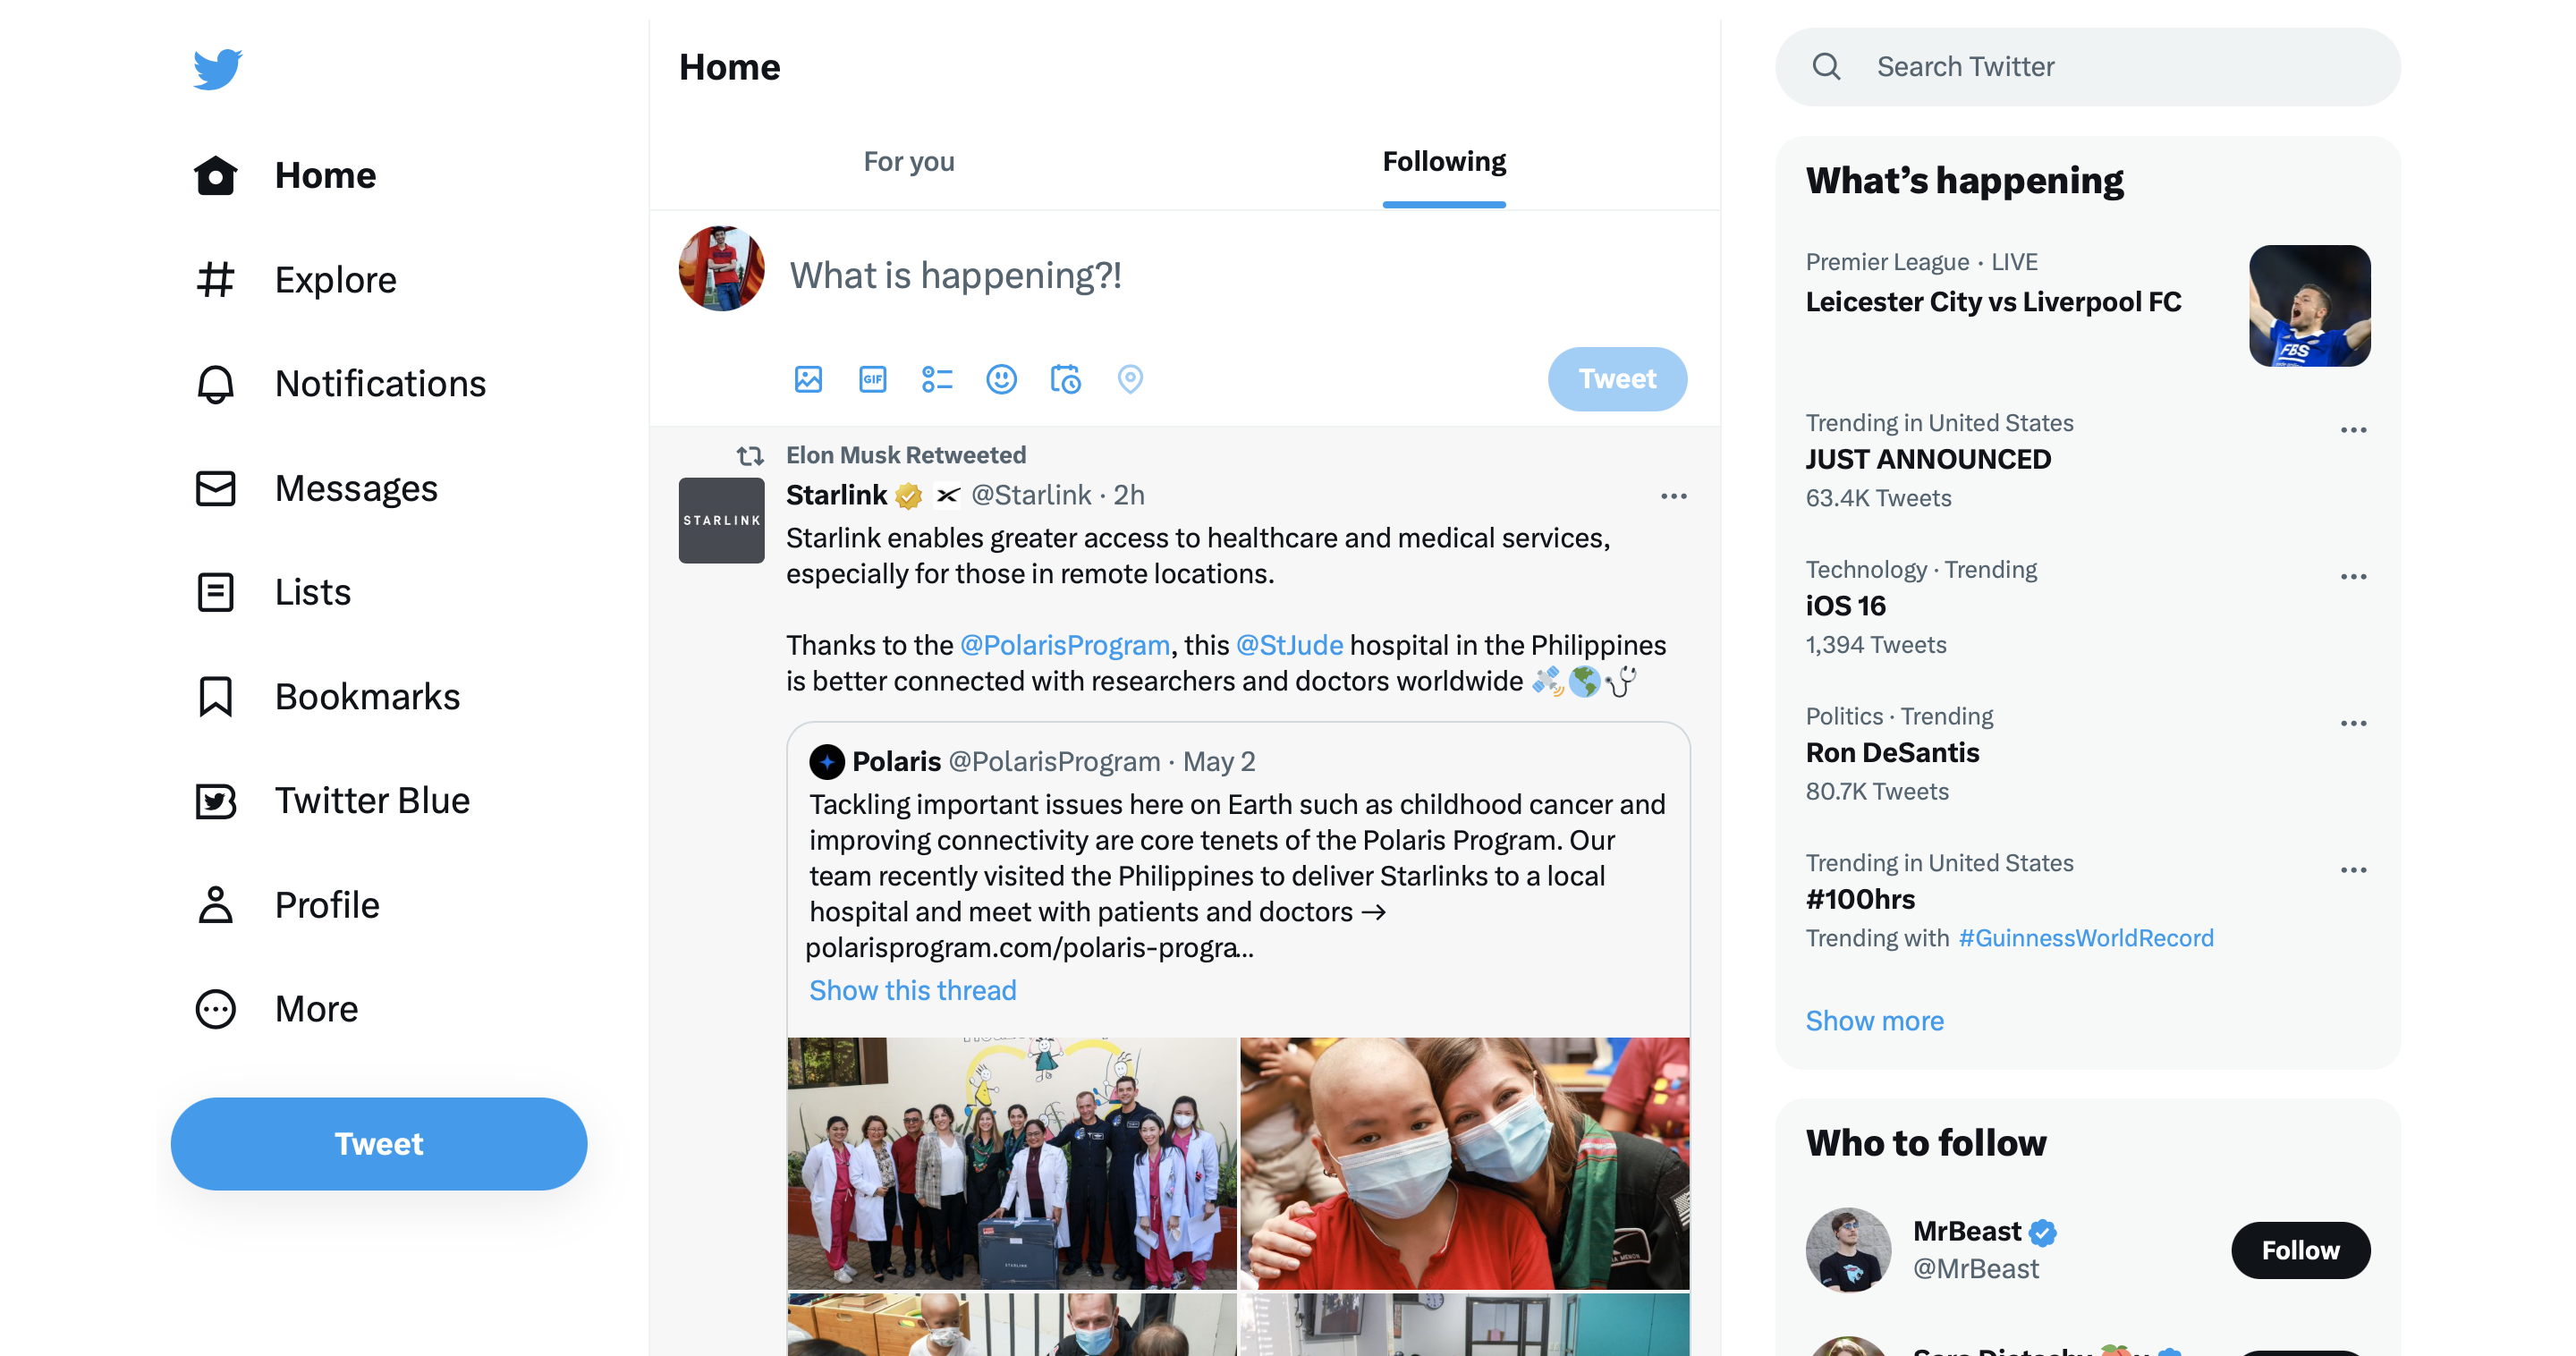 Home
Explore
Notifications
Messages
Lists
Bookmarks
Twitter Blue
Profile
More
Tweet
Home
For you
Following
What is happening?!
GIF
Tweet
Elon Musk Retweeted
Starlink @Starlink · 2h
STARLINK
Starlink enables greater access to healthcare and medical services,
especially for those in remote locations.
Thanks to the @PolarisProgram, this @StJude hospital in the Philippines
is better connected with researchers and doctors worldwide 🛰️🌎🩺
Polaris @PolarisProgram · May 2
Tackling important issues here on Earth such as childhood cancer and
improving connectivity are core tenets of the Polaris Program. Our
team recently visited the Philippines to deliver Starlinks to a local
hospital and meet with patients and doctors →
polarisprogram.com/polaris-progra…
Show this thread
STARLINK
Search Twitter
What’s happening
Premier League · LIVE
Leicester City vs Liverpool FC
FBS
Trending in United States
JUST ANNOUNCED
63.4K Tweets
Technology · Trending
iOS 16
1,394 Tweets
Politics · Trending
Ron DeSantis
80.7K Tweets
Trending in United States
#100hrs
Trending with #GuinnessWorldRecord
Show more
Who to follow
MrBeast
@MrBeast
Follow